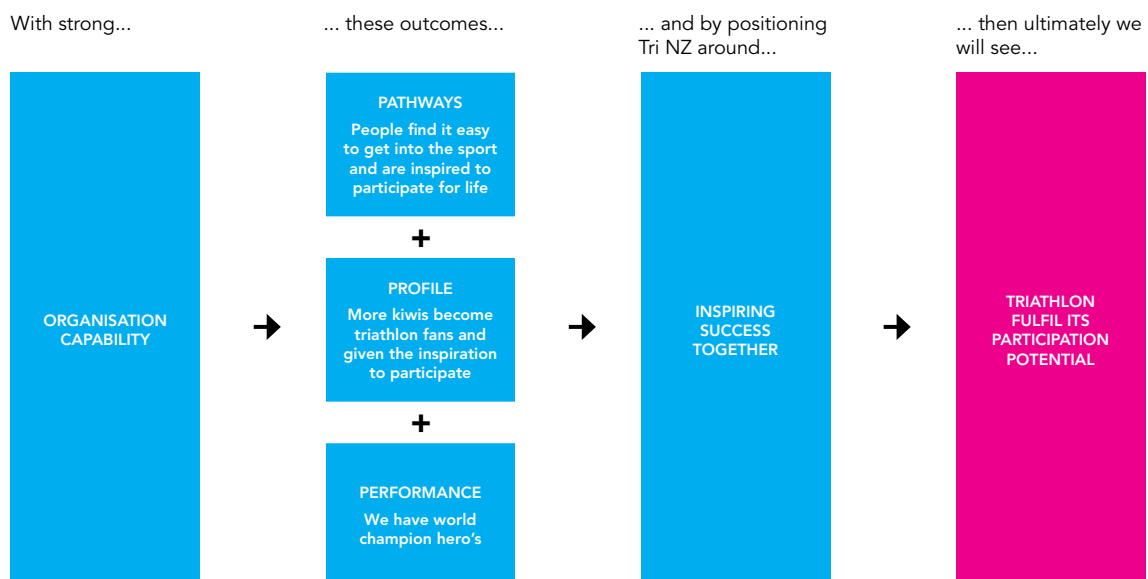 With strong...
... these outcomes...
... and by positioning
Tri NZ around...
... then ultimately we
will see...
ORGANISATION
CAPABILITY
PATHWAYS
People find it easy
to get into the sport
and are inspired to
participate for life
+
PROFILE
More kiwis become
triathlon fans and
given the inspiration
to participate
+
PERFORMANCE
We have world
champion hero's
INSPIRING
SUCCESS
TOGETHER
TRIATHLON
FULFIL ITS
PARTICIPATION
POTENTIAL